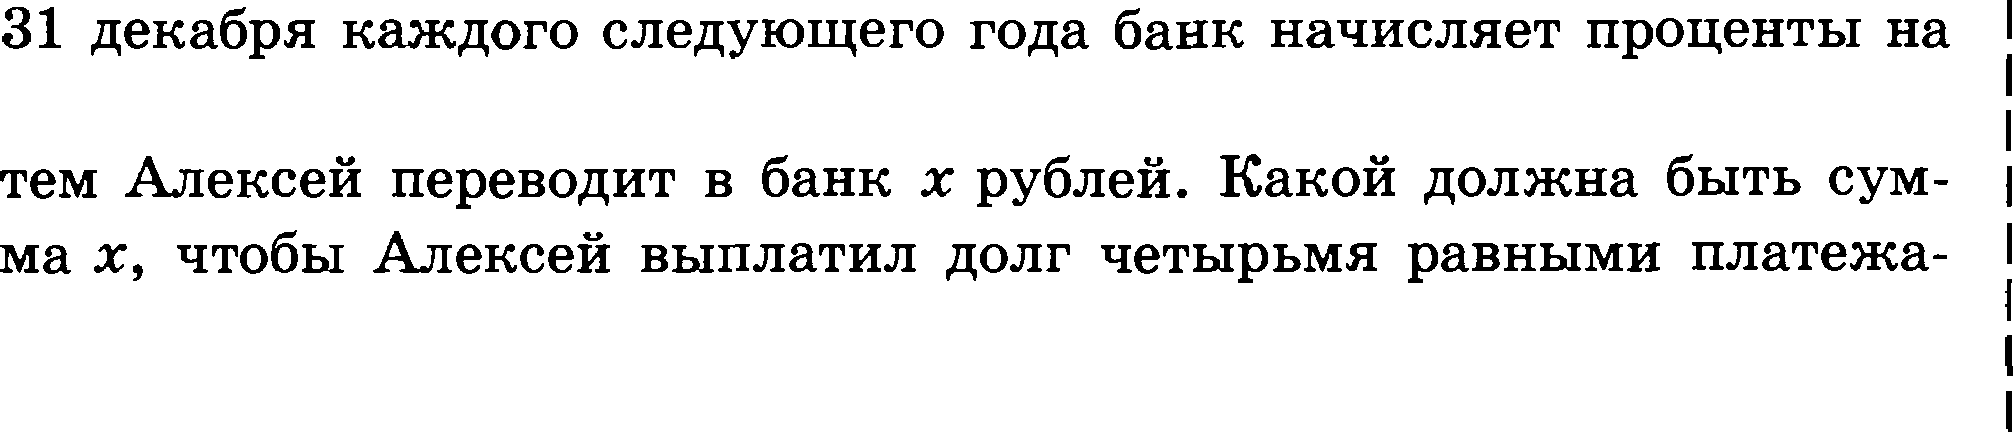 31 декабря каждого следующего года банк начисляет проценты на
тем Алексей переводит в банк x рублей. Какой должна быть сум-
ма x, чтобы Алексей выплатил долг четырьмя равными платежа-